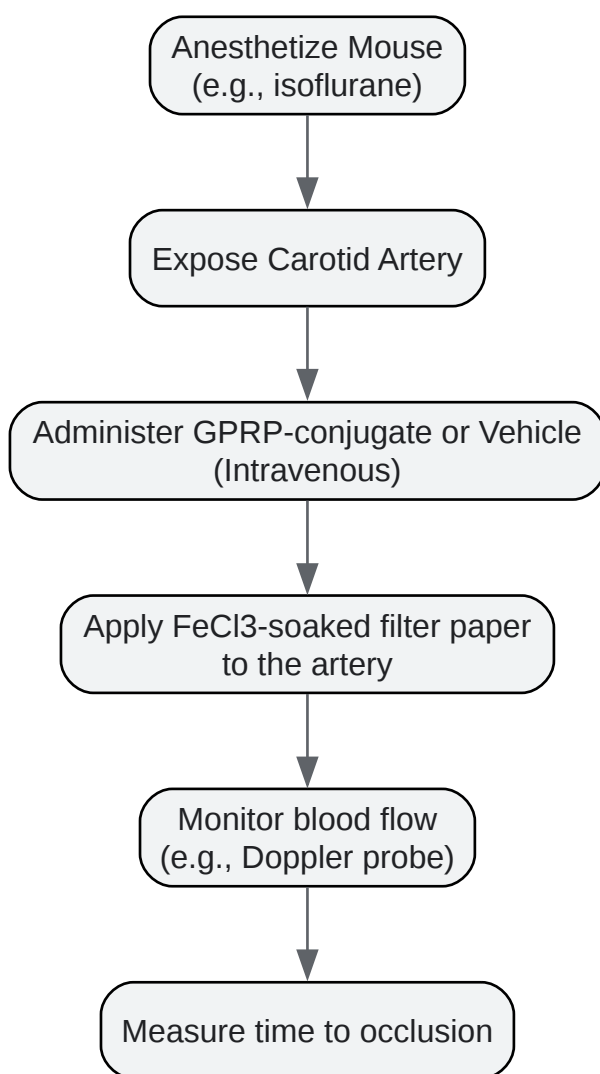 Anesthetize Mouse
(e.g., isoflurane)
Expose Carotid Artery
Administer GPRP-conjugate or Vehicle
(Intravenous)
Apply FeCl3-soaked filter paper
to the artery
Monitor blood flow
(e.g., Doppler probe)
Measure time to occlusion